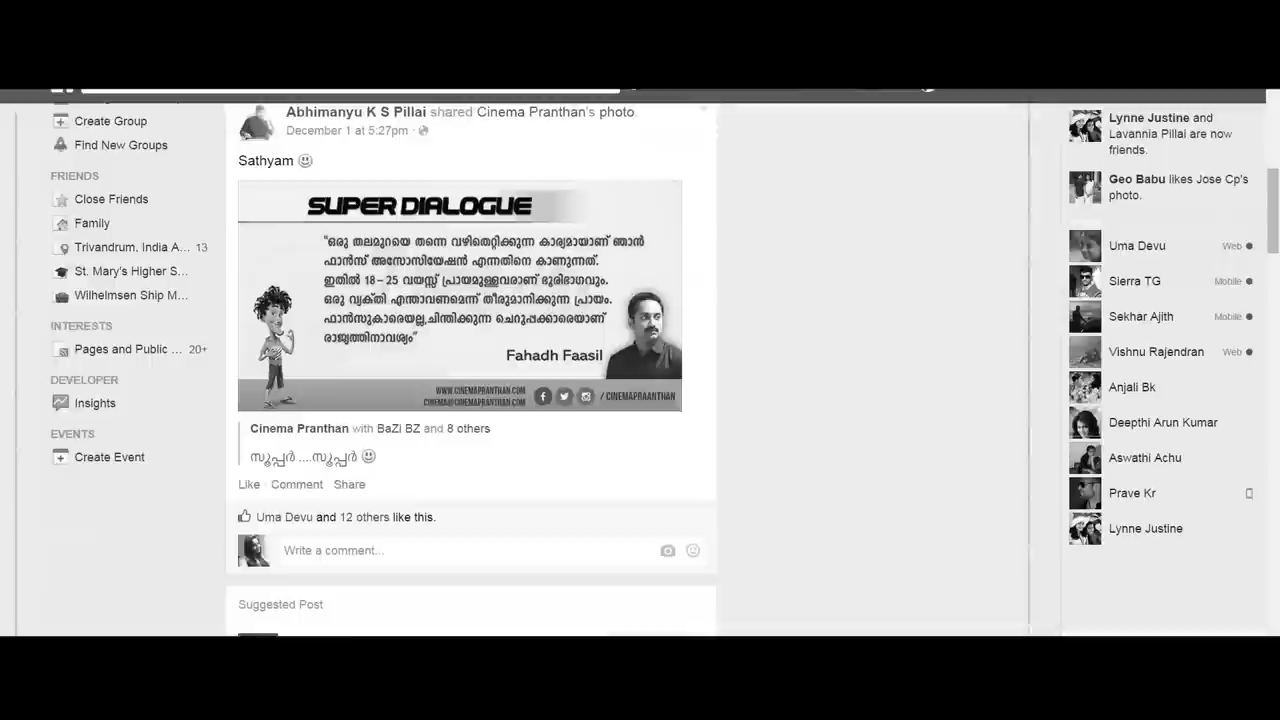 Create Group
Find New Groups
FRIENDS
Close Friends
Family
Trivandrum, India A... 13
St. Mary's Higher S...
Wilhelmsen Ship M...
INTERESTS
Pages and Public ... 20+
DEVELOPER
Insights
EVENTS
Create Event
Abhimanyu K S Pillai shared Cinema Pranthan's photo
December 1 at 5:27pm ·
Sathyam
SUPER DIALOGUE
"ഒരു തലമുറയെ തന്നെ വഴിതെറ്റിക്കുന്ന കാര്യമായാണ് ഞാൻ
ഫാൻസ് അസോസിയേഷൻ എന്നതിനെ കാണുന്നത്.
ഇതിൽ 18 – 25 വയസ്സ് പ്രായമുള്ളവരാണ് ഭൂരിഭാഗവും.
ഒരു വ്യക്തി എന്താവണമെന്ന് തീരുമാനിക്കുന്ന പ്രായം.
ഫാൻസുകാരെയല്ല,ചിന്തിക്കുന്ന ചെറുപ്പക്കാരെയാണ്
രാജ്യത്തിനാവശ്യം"
Fahadh Faasil
WWW.CINEMAPRANTHAN.COM
CINEMA@CINEMAPRANTHAN.COM
/ CINEMAPRAANTHAN
Cinema Pranthan with BaZI BZ and 8 others
സൂപ്പർ ....സൂപ്പർ
Like · Comment · Share
Uma Devu and 12 others like this.
Write a comment...
Suggested Post
Lynne Justine and
Lavannia Pillai are now
friends.
Geo Babu likes Jose Cp's
photo.
Uma Devu Web
Sierra TG Mobile
Sekhar Ajith Mobile
Vishnu Rajendran Web
Anjali Bk
Deepthi Arun Kumar
Aswathi Achu
Prave Kr
Lynne Justine